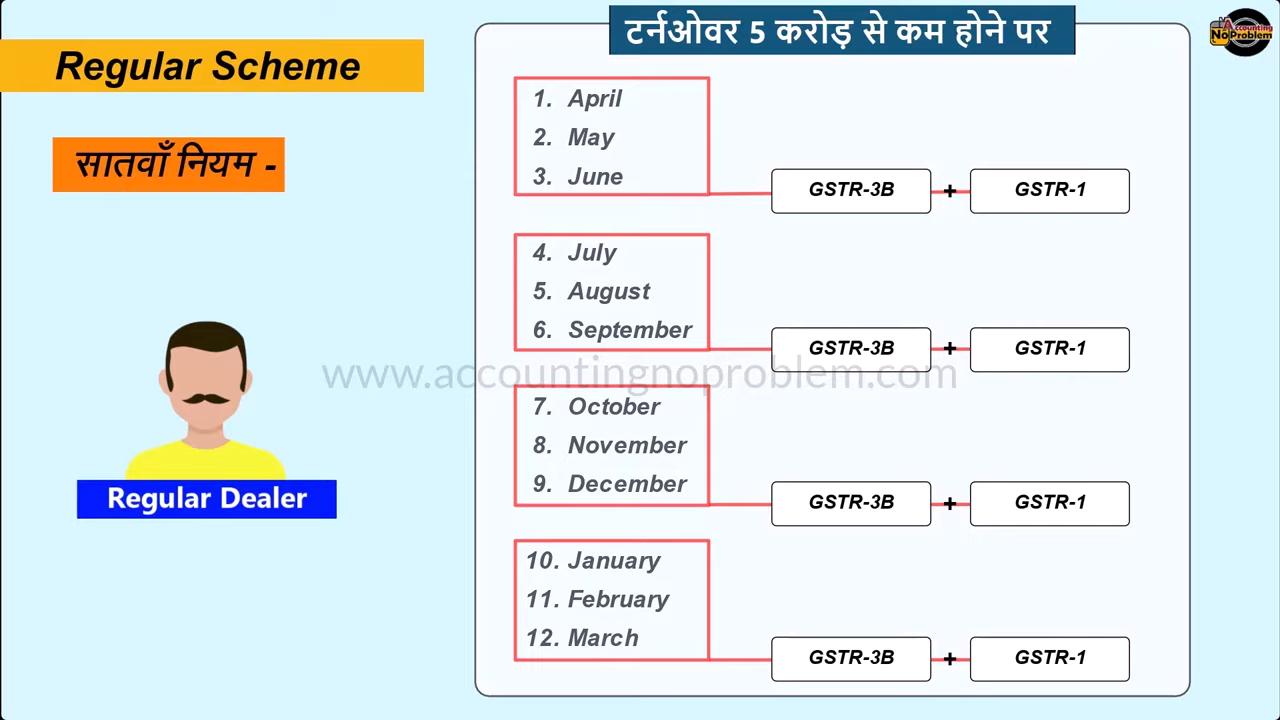 Regular Scheme
सातवाँ नियम -
Regular Dealer
टर्नओवर 5 करोड़ से कम होने पर
1. April
2. May
3. June
GSTR-3B + GSTR-1
4. July
5. August
6. September
GSTR-3B + GSTR-1
www.accountingnoproblem.com
7. October
8. November
9. December
GSTR-3B + GSTR-1
10. January
11. February
12. March
GSTR-3B + GSTR-1
Accounting
NoProblem